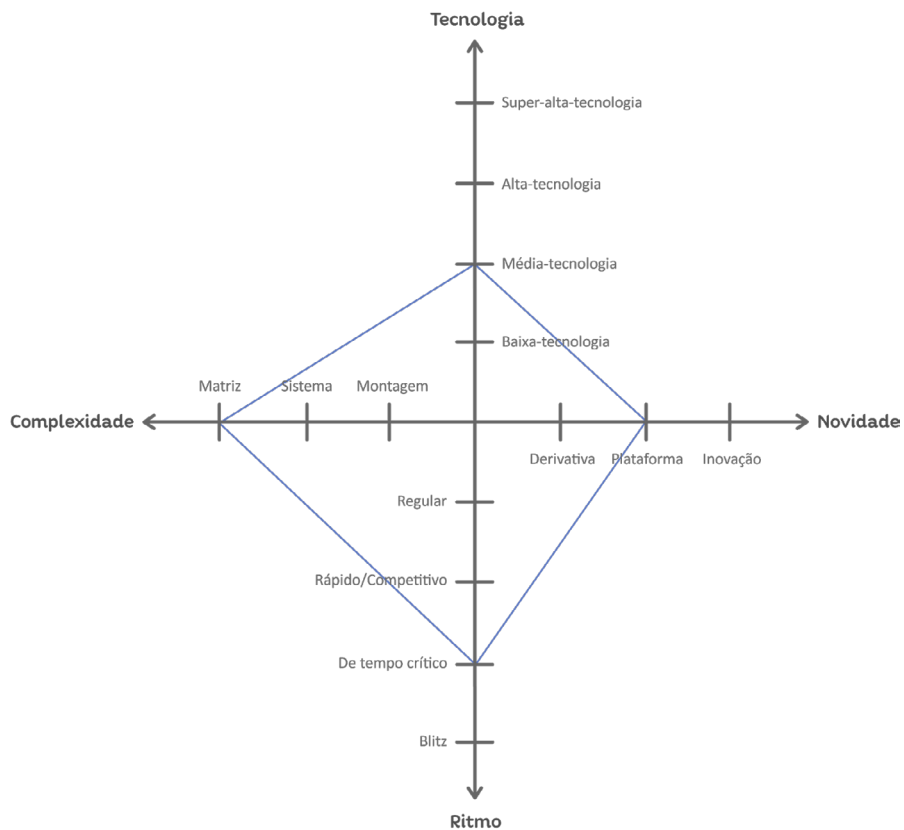 Tecnologia
Super-alta-tecnologia
Alta-tecnologia
Média-tecnologia
Baixa-tecnologia
Matriz
Sistema
Montagem
Complexidade
Novidade
Derivativa
Plataforma
Inovação
Regular
Rápido/Competitivo
De tempo crítico
Blitz
Ritmo